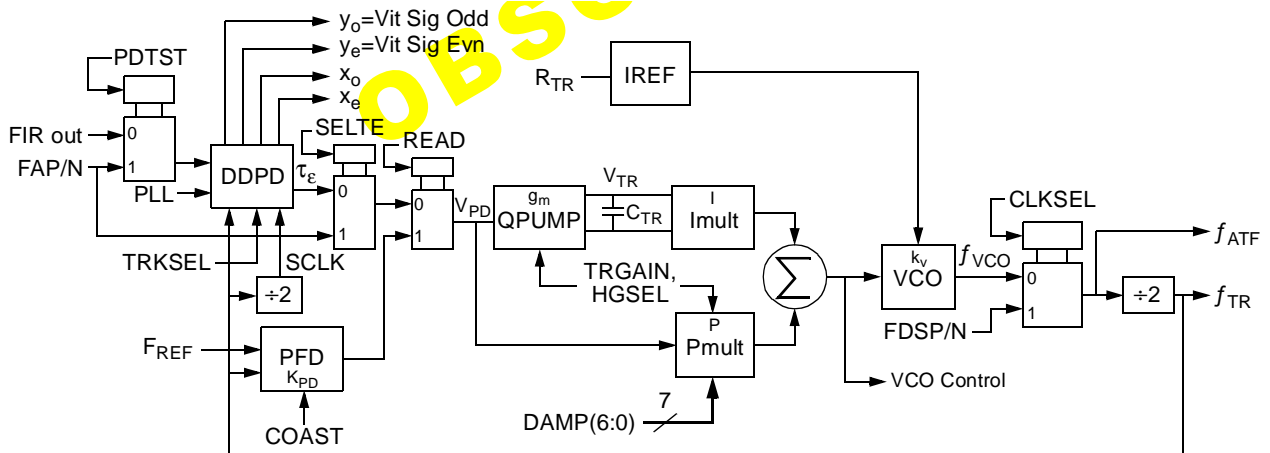 yo=Vit Sig Odd
ye=Vit Sig Evn
xo
xe
OBSO
PDTST
0
1
FIR out
FAP/N
PLL
DDPD
τε
TRKSEL
SCLK
÷2
SELTE
0
1
READ
0
1
VPD
FREF
PFD
KPD
COAST
RTR
IREF
gm
QPUMP
VTR
CTR
I
Imult
TRGAIN,
HGSEL
P
Pmult
DAMP(6:0)
7
Σ
kv
VCO
fVCO
VCO Control
CLKSEL
0
1
FDSP/N
÷2
fATF
fTR